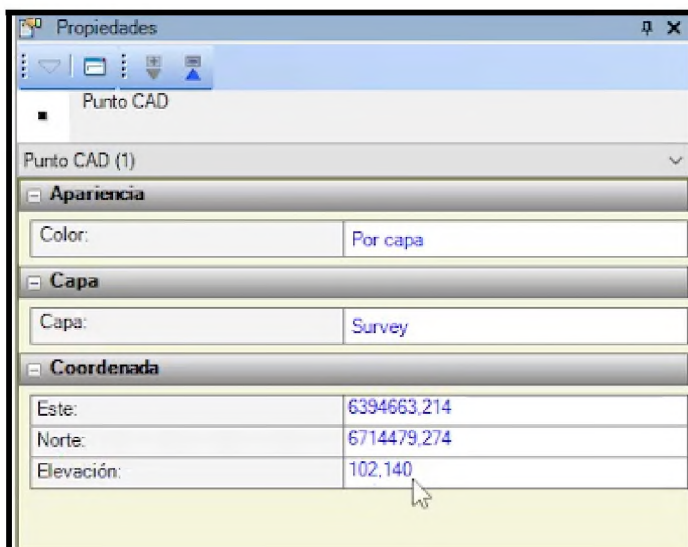 Propiedades
Punto CAD
Punto CAD (1)
Apariencia
Color: Por capa
Capa
Capa: Survey
Coordenada
Este: 6394663,214
Norte: 6714479,274
Elevación: 102,140